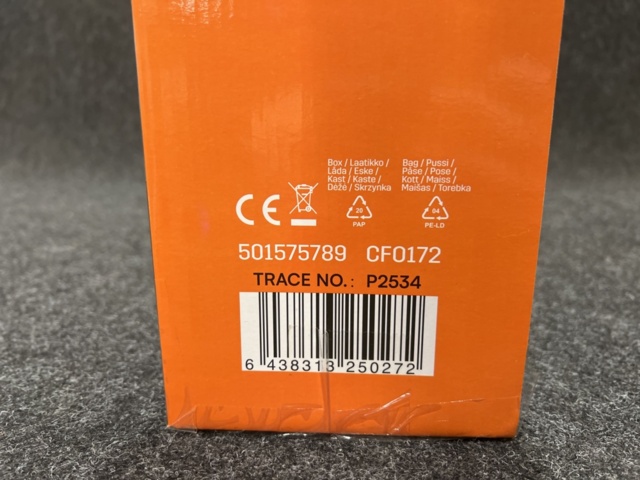 Box / Laatikko /
Låda / Eske /
Kast / Kaste /
Dėžė / Skrzynka
Bag / Pussi /
Påse / Pose /
Kott / Maiss /
Maišas / Torebka
CE
20
PAP
04
PE-LD
501575789 CF0172
TRACE NO.: P2534
6 438313 250272